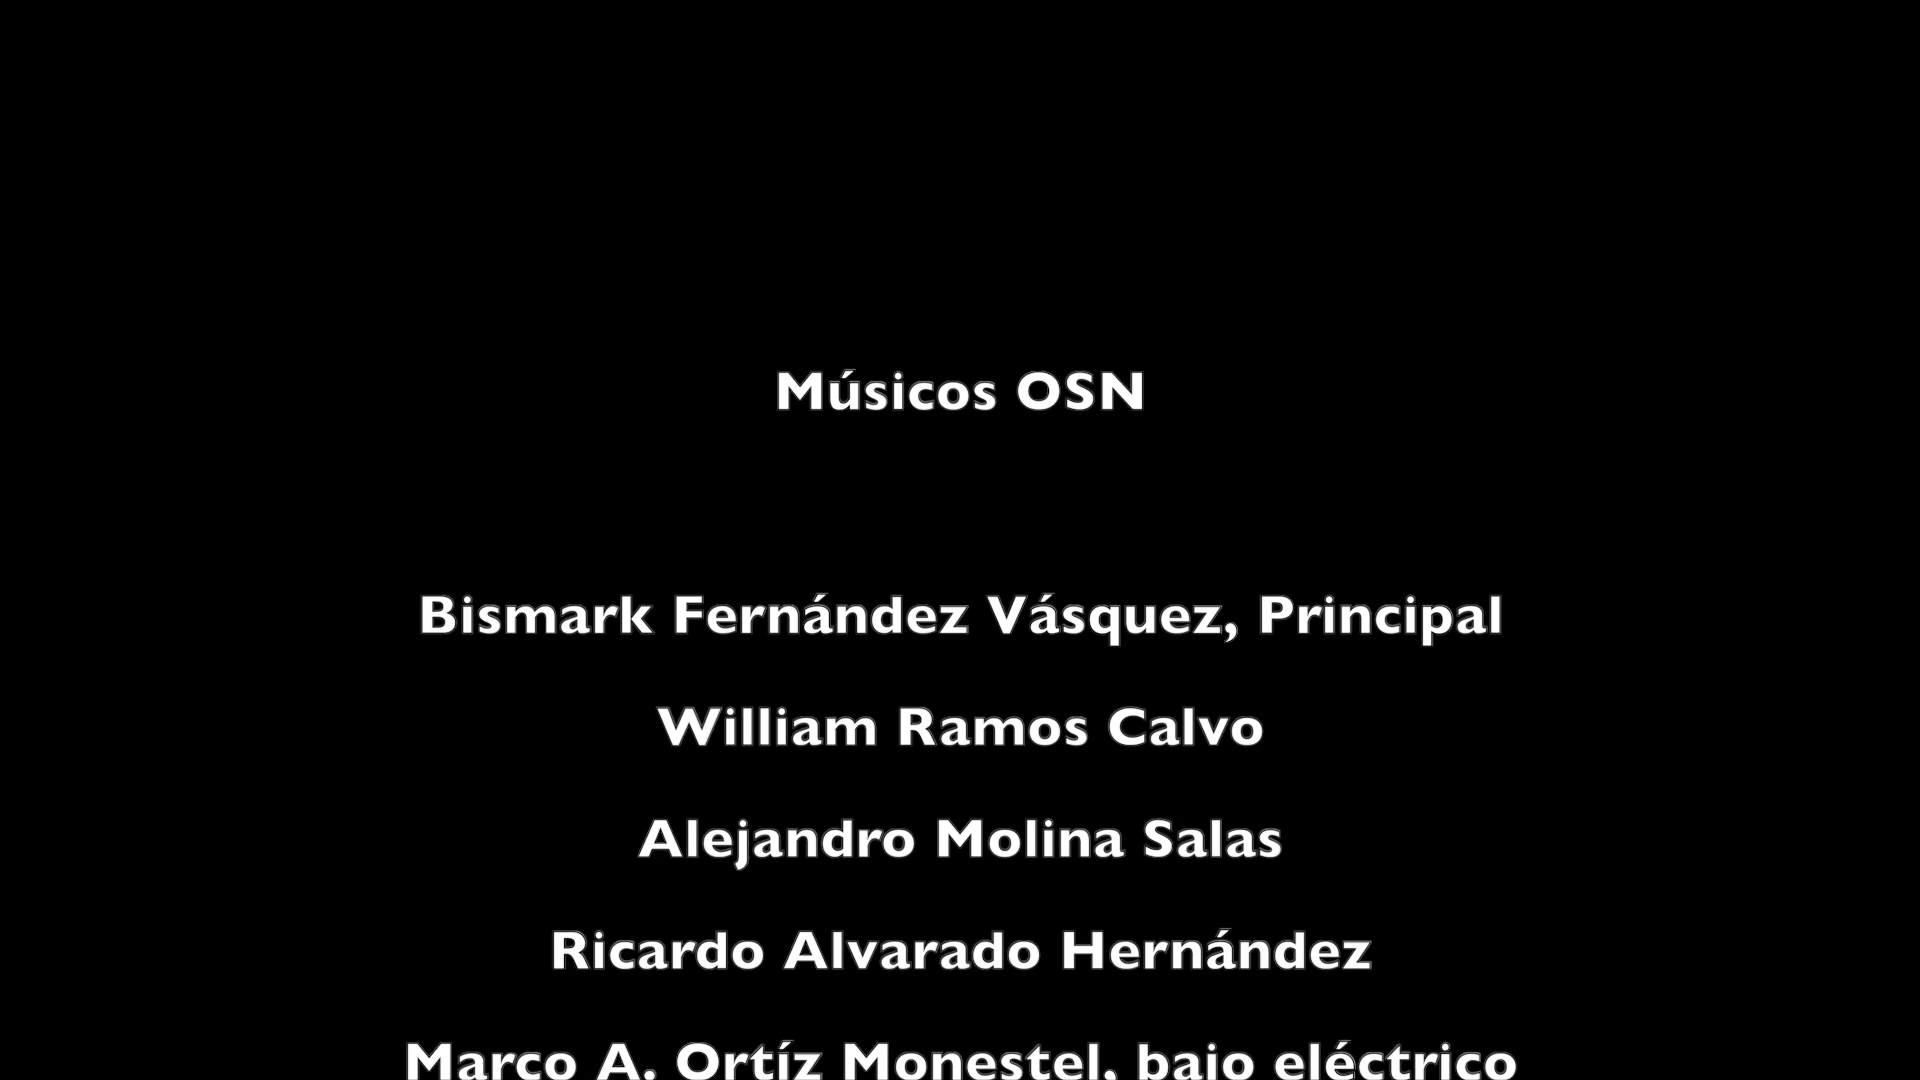 Músicos OSN
Bismark Fernández Vásquez, Principal
William Ramos Calvo
Alejandro Molina Salas
Ricardo Alvarado Hernández
Marco A. Ortíz Monestel, bajo eléctrico